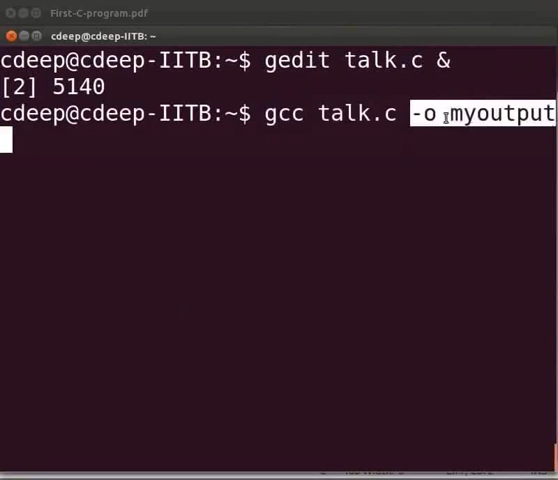 First-C-program.pdf
cdeep@cdeep-IITB: ~
cdeep@cdeep-IITB:~$ gedit talk.c &
[2] 5140
cdeep@cdeep-IITB:~$ gcc talk.c -o myoutput